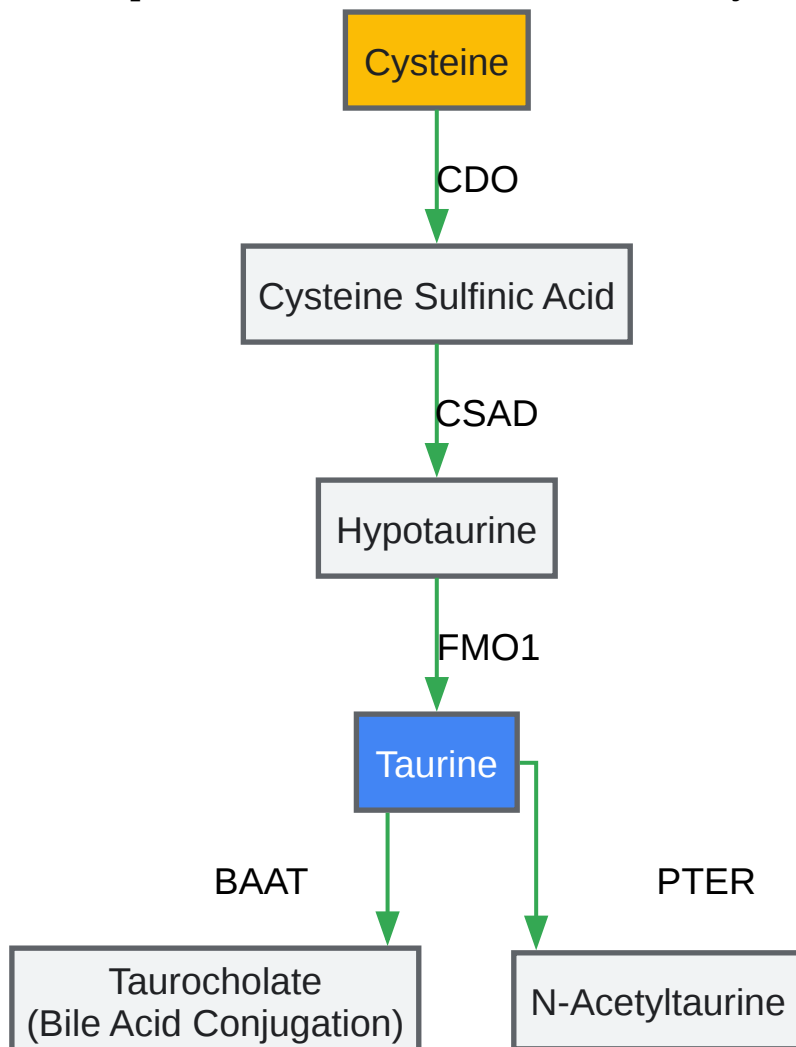 Cysteine
CDO
Cysteine Sulfinic Acid
CSAD
Hypotaurine
FMO1
Taurine
BAAT
PTER
Taurocholate
(Bile Acid Conjugation)
N-Acetyltaurine